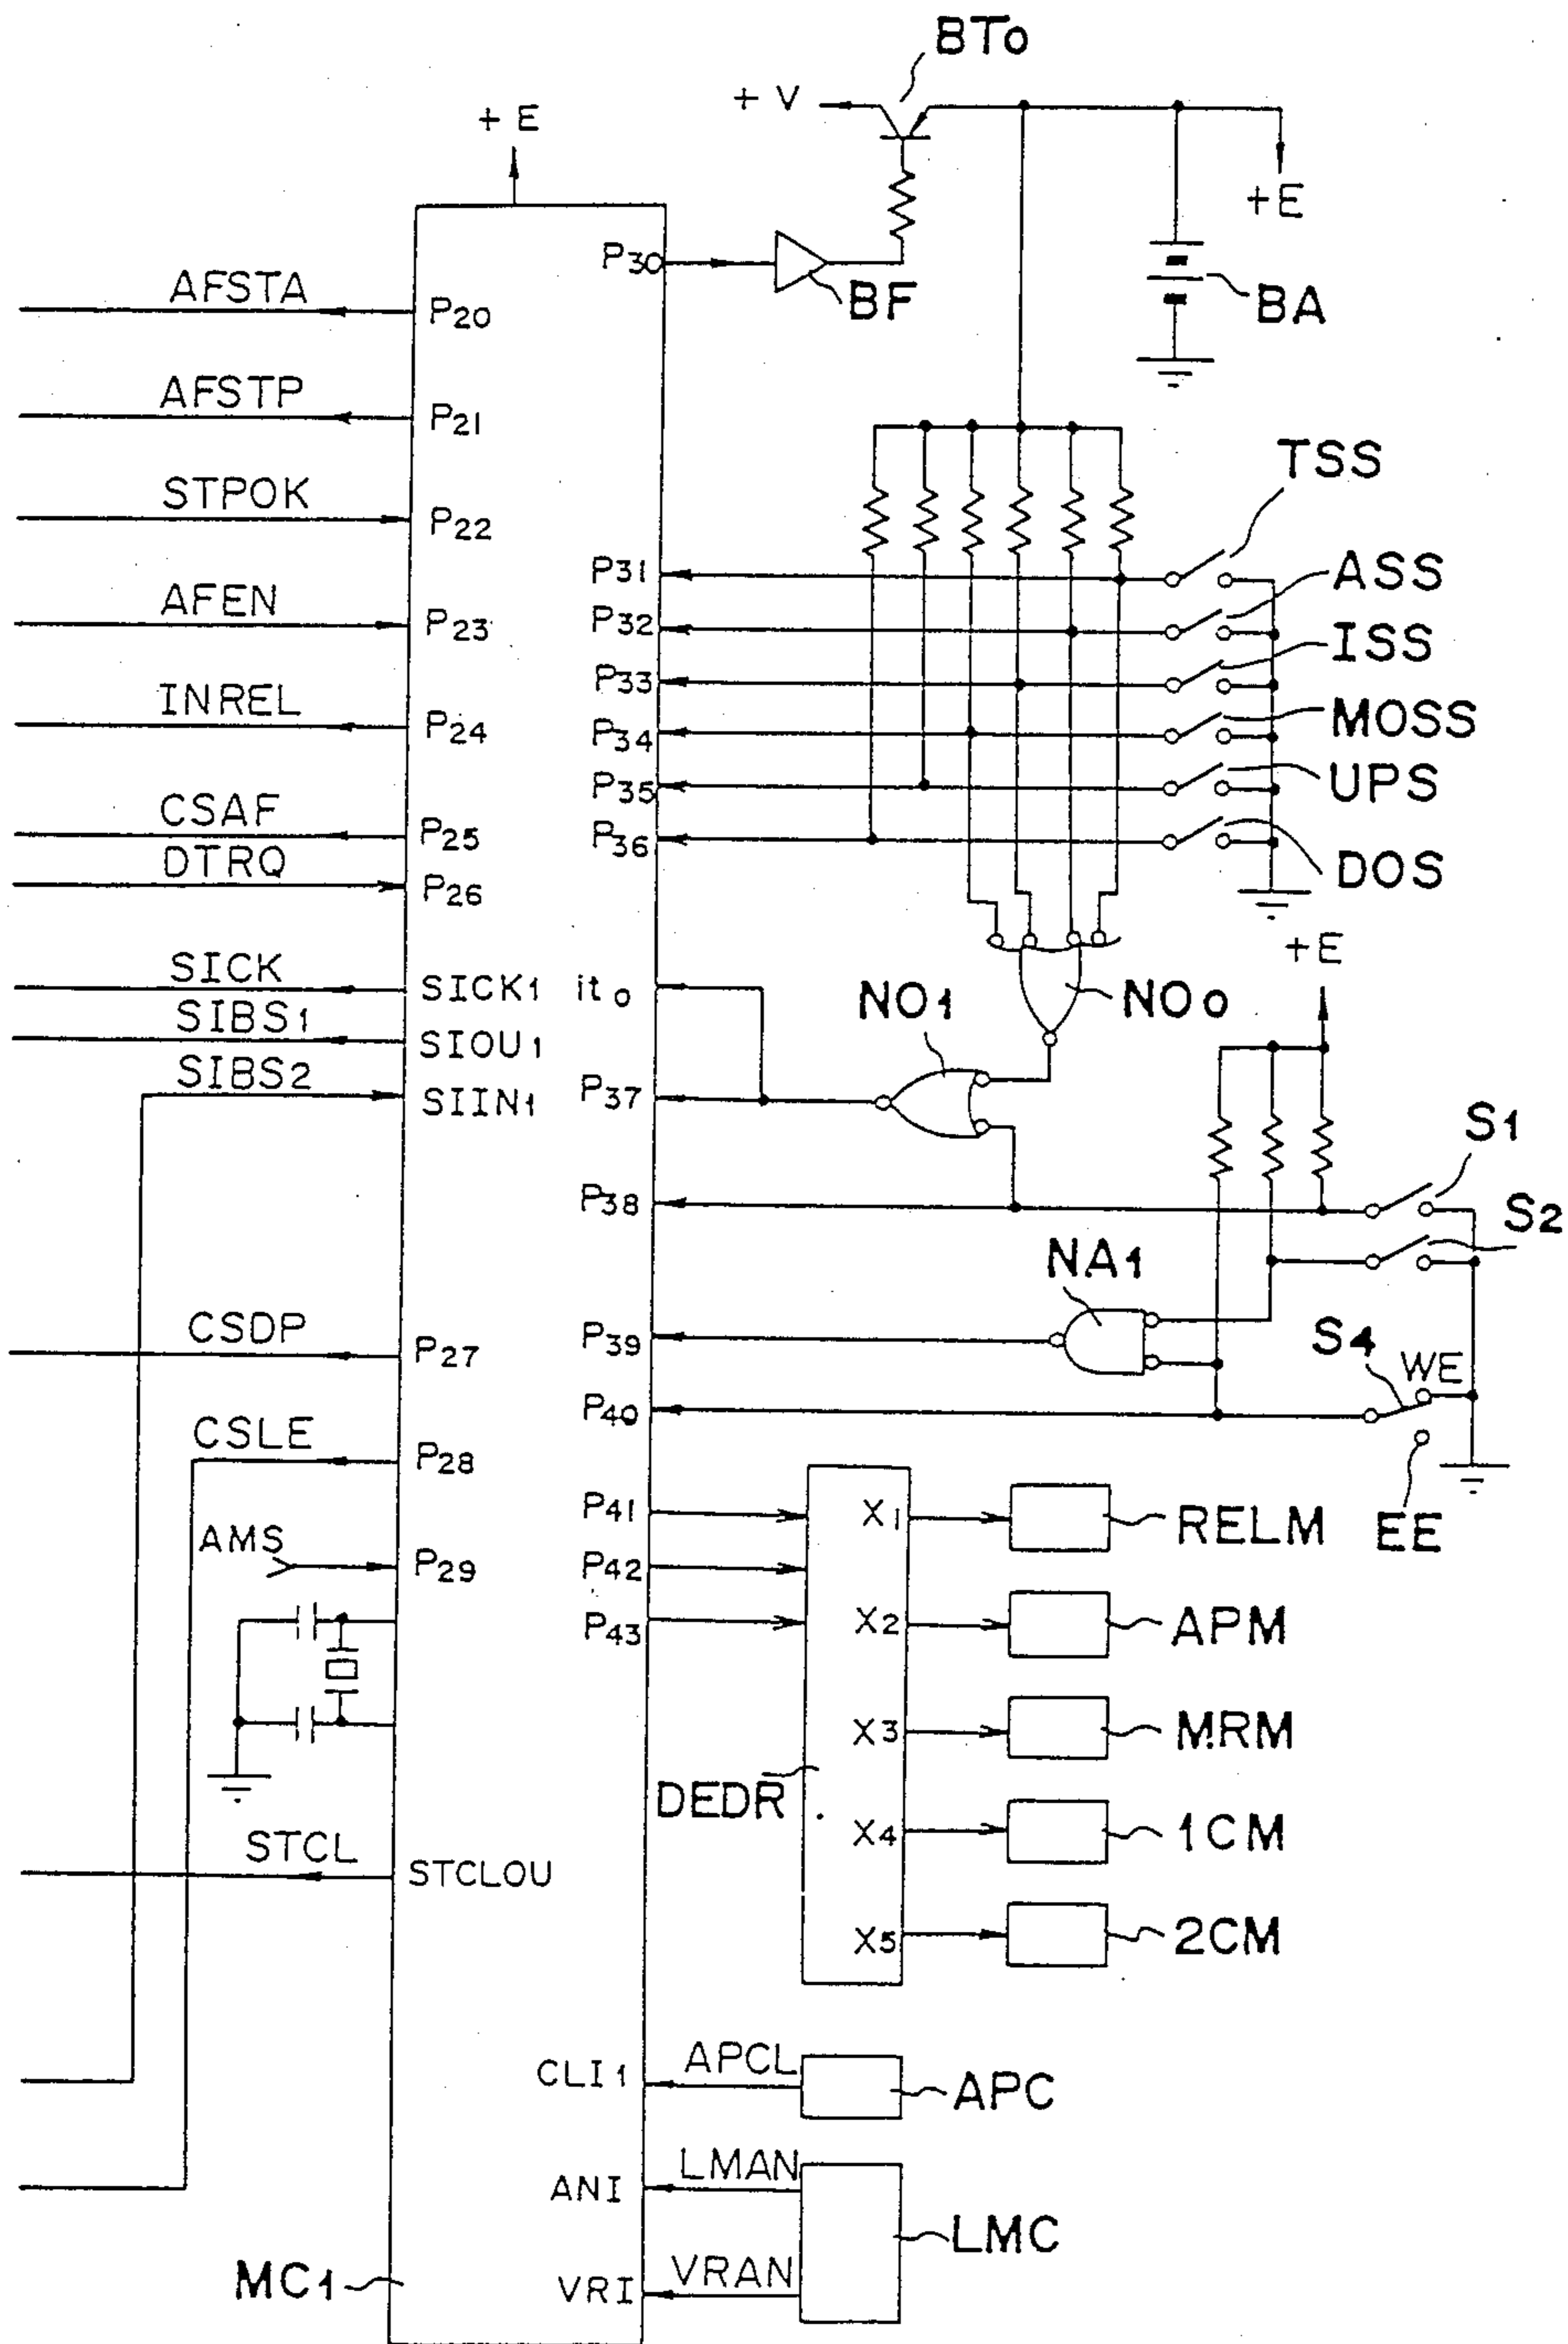 BT0
+ V
+ E
+E
P30
BF
BA
AFSTA
P20
AFSTP
P21
STPOK
P22
TSS
P31
ASS
AFEN
P23
P32
ISS
P33
INREL
P24
P34
MOSS
P35
UPS
CSAF
P25
P36
DTRQ
P26
DOS
+E
SICK
SICK1
it0
NO1
NO0
SIBS1
SIOU1
SIBS2
SIIN1
P37
S1
P38
S2
NA1
CSDP
P27
P39
S4
WE
P40
CSLE
P28
P41
X1
RELM
EE
AMS
P29
P42
P43
X2
APM
X3
MRM
DEDR
X4
1CM
STCL
STCLOU
X5
2CM
CLI1
APCL
APC
LMAN
ANI
LMC
MC1
VRI
VRAN